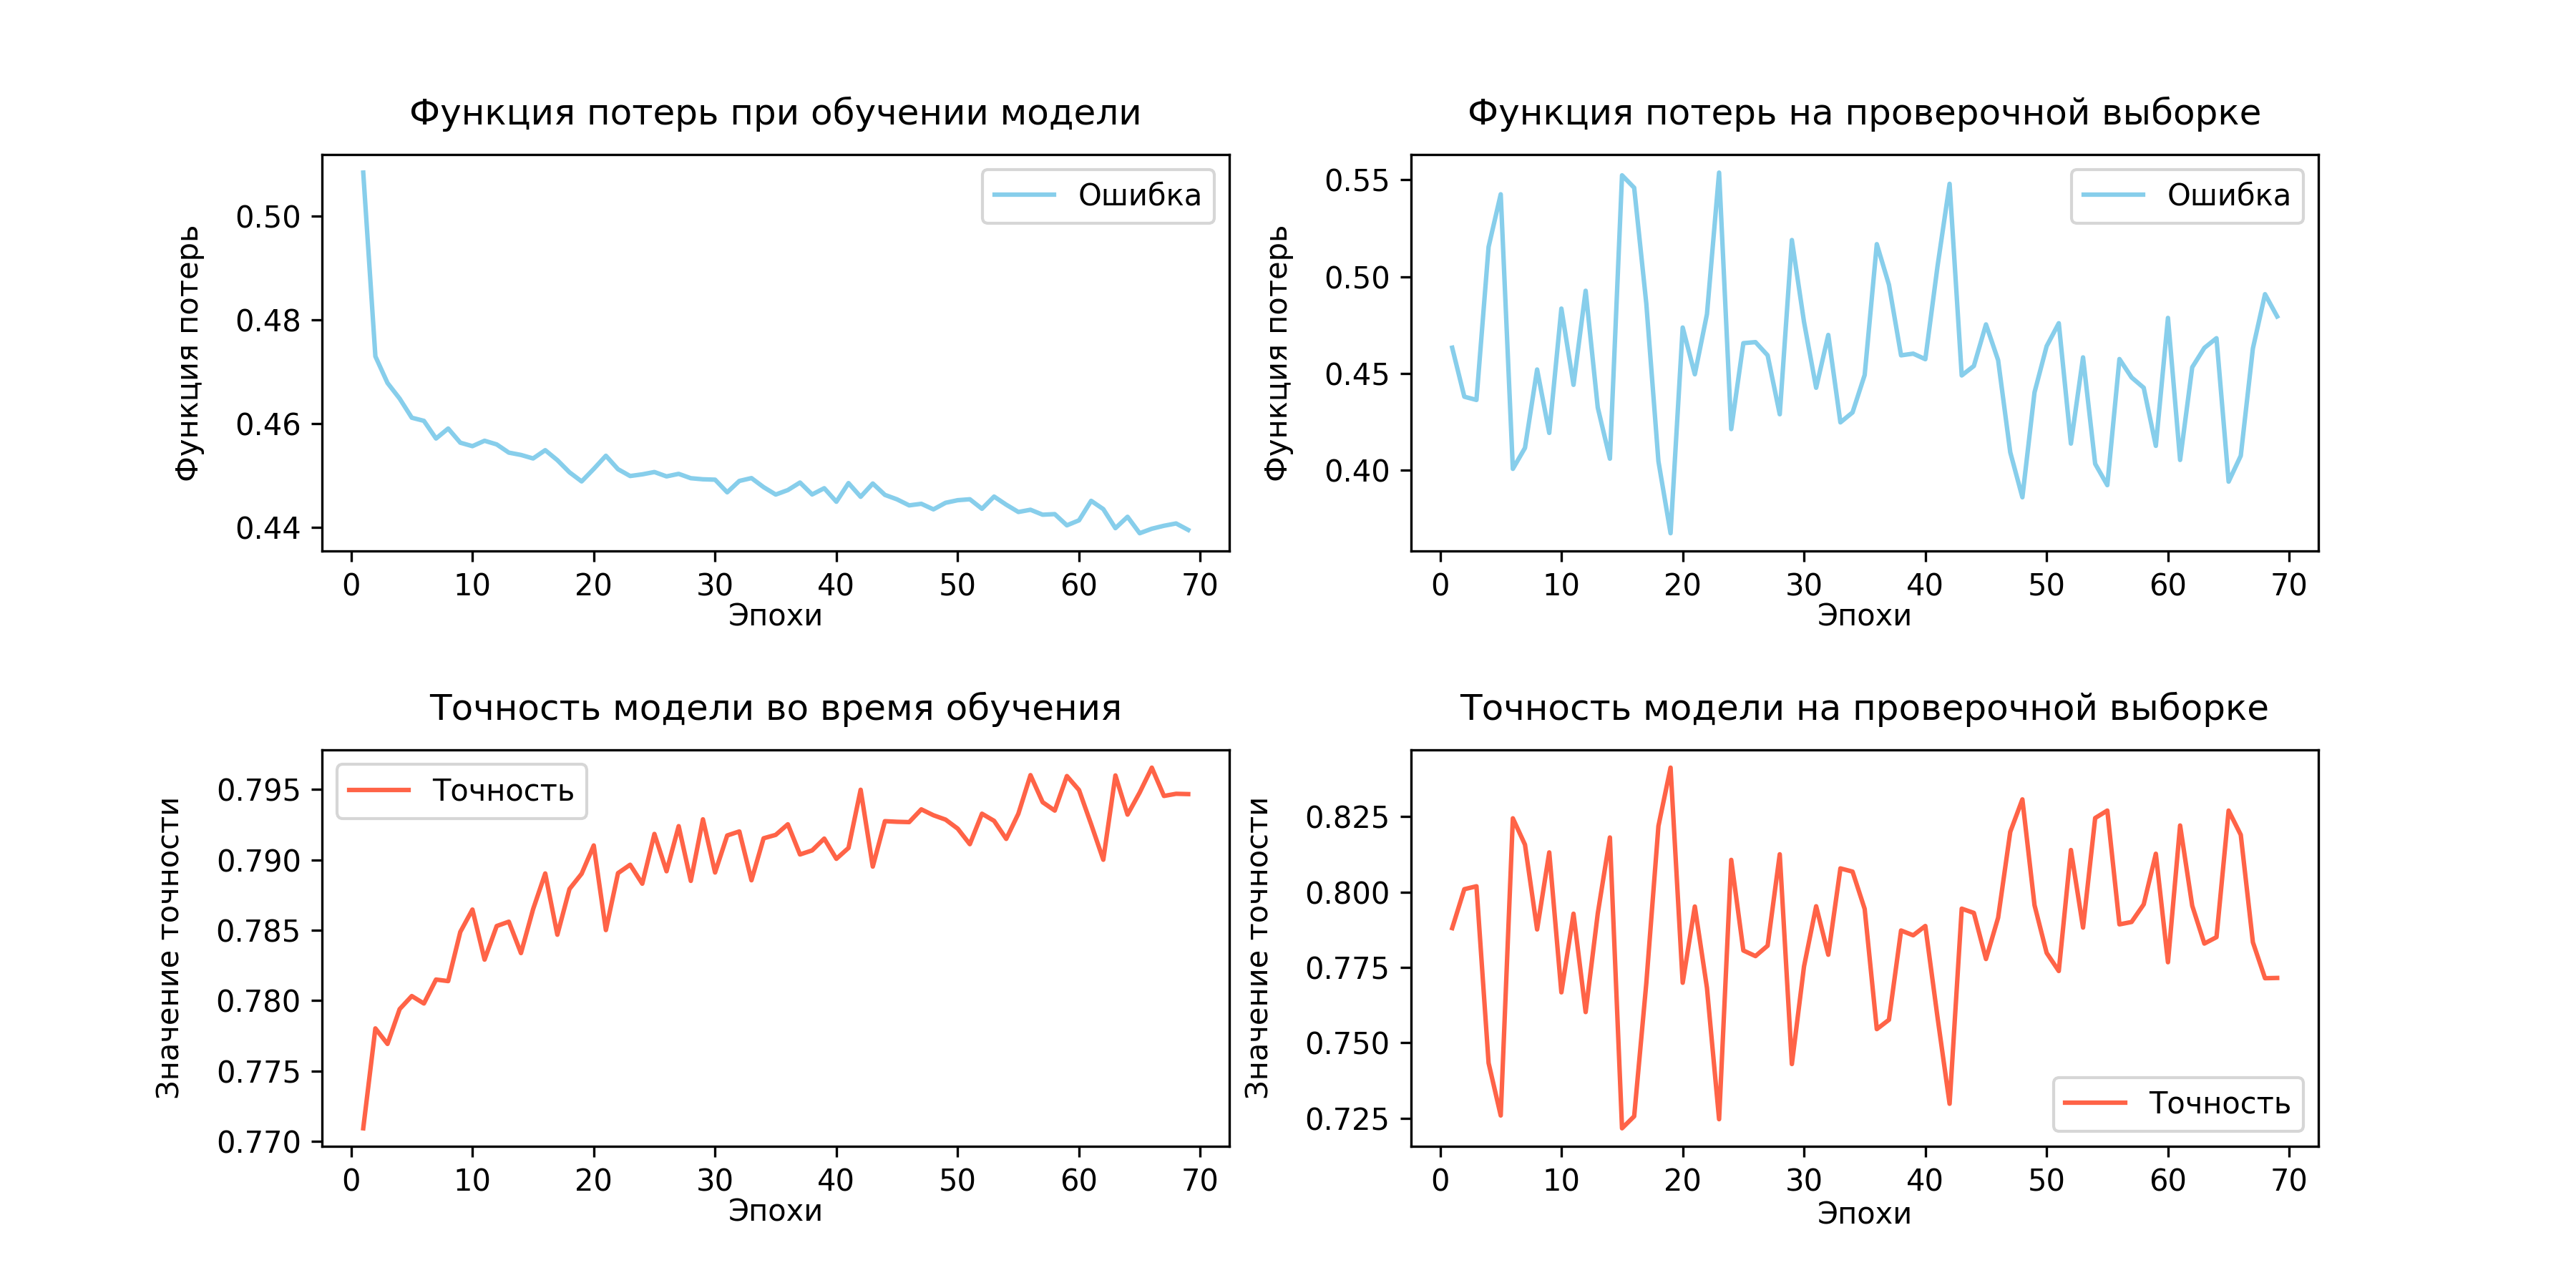 Функция потерь при обучении модели
Функция потерь
0.50
0.48
0.46
0.44
Ошибка
0 10 20 30 40 50 60 70
Эпохи
Функция потерь на проверочной выборке
Функция потерь
0.55
0.50
0.45
0.40
Ошибка
0 10 20 30 40 50 60 70
Эпохи
Точность модели во время обучения
Значение точности
0.795
0.790
0.785
0.780
0.775
0.770
Точность
0 10 20 30 40 50 60 70
Эпохи
Точность модели на проверочной выборке
Значение точности
0.825
0.800
0.775
0.750
0.725
Точность
0 10 20 30 40 50 60 70
Эпохи